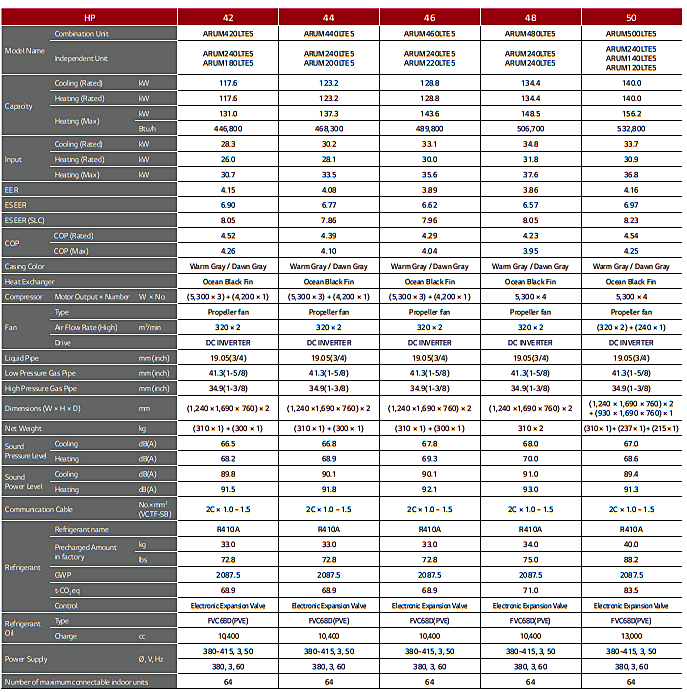 HP 42 44 46 48 50
Model Name Combination Unit ARUM420LTE5 ARUM440LTE5 ARUM460LTE5 ARUM480LTE5 ARUM500LTE5
Independent Unit ARUM240LTE5 ARUM180LTE5 ARUM240LTE5 ARUM200LTE5 ARUM240LTE5 ARUM220LTE5 ARUM240LTE5 ARUM240LTE5 ARUM240LTE5 ARUM140LTE5 ARUM120LTE5
Capacity Cooling (Rated) kW 117.6 123.2 128.8 134.4 140.0
Heating (Rated) kW 117.6 123.2 128.8 134.4 140.0
Heating (Max) kW 131.0 137.3 143.6 148.5 156.2
Btu/h 446,800 468,300 489,800 506,700 532,800
Input Cooling (Rated) kW 28.3 30.2 33.1 34.8 33.7
Heating (Rated) kW 26.0 28.1 30.0 31.8 30.9
Heating (Max) kW 30.7 33.5 35.6 37.6 36.8
EER 4.15 4.08 3.89 3.86 4.16
ESEER 6.90 6.77 6.62 6.57 6.97
ESEER (SLC) 8.05 7.86 7.96 8.05 8.23
COP COP (Rated) 4.52 4.39 4.29 4.23 4.54
COP (Max) 4.26 4.10 4.04 3.95 4.25
Casing Color Warm Gray / Dawn Gray Warm Gray / Dawn Gray Warm Gray / Dawn Gray Warm Gray / Dawn Gray Warm Gray / Dawn Gray
Heat Exchanger Ocean Black Fin Ocean Black Fin Ocean Black Fin Ocean Black Fin Ocean Black Fin
Compressor Motor Output × Number W × No (5,300 × 3) + (4,200 × 1) (5,300 × 3) + (4,200 × 1) (5,300 × 3) + (4,200 × 1) 5,300 × 4 5,300 × 4
Fan Type Propeller fan Propeller fan Propeller fan Propeller fan Propeller fan
Air Flow Rate (High) m³/min 320 × 2 320 × 2 320 × 2 320 × 2 (320 × 2) + (240 × 1)
Drive DC INVERTER DC INVERTER DC INVERTER DC INVERTER DC INVERTER
Liquid Pipe mm (inch) 19.05(3/4) 19.05(3/4) 19.05(3/4) 19.05(3/4) 19.05(3/4)
Low Pressure Gas Pipe mm (inch) 41.3(1-5/8) 41.3(1-5/8) 41.3(1-5/8) 41.3(1-5/8) 41.3(1-5/8)
High Pressure Gas Pipe mm (inch) 34.9(1-3/8) 34.9(1-3/8) 34.9(1-3/8) 34.9(1-3/8) 34.9(1-3/8)
Dimensions (W × H × D) mm (1,240 × 1,690 × 760) × 2 (1,240 × 1,690 × 760) × 2 (1,240 × 1,690 × 760) × 2 (1,240 × 1,690 × 760) × 2 (1,240 × 1,690 × 760) × 2 + (930 × 1,690 × 760) × 1
Net Weight kg (310 × 1) + (300 × 1) (310 × 1) + (300 × 1) (310 × 1) + (300 × 1) 310 × 2 (310 × 1) + (237 × 1) + (215 × 1)
Sound Pressure Level Cooling dB(A) 66.5 66.8 67.8 68.0 67.0
Heating dB(A) 68.2 68.9 69.3 70.0 68.6
Sound Power Level Cooling dB(A) 89.8 90.1 90.1 91.0 89.4
Heating dB(A) 91.5 91.8 92.1 93.0 91.3
Communication Cable No.× mm² (VCTF-SB) 2C × 1.0 ~ 1.5 2C × 1.0 ~ 1.5 2C × 1.0 ~ 1.5 2C × 1.0 ~ 1.5 2C × 1.0 ~ 1.5
Refrigerant Refrigerant name R410A R410A R410A R410A R410A
Precharged Amount in factory kg 33.0 33.0 33.0 34.0 40.0
lbs 72.8 72.8 72.8 75.0 88.2
GWP 2087.5 2087.5 2087.5 2087.5 2087.5
t-CO₂eq 68.9 68.9 68.9 71.0 83.5
Control Electronic Expansion Valve Electronic Expansion Valve Electronic Expansion Valve Electronic Expansion Valve Electronic Expansion Valve
Refrigerant Oil Type FVC68D(PVE) FVC68D(PVE) FVC68D(PVE) FVC68D(PVE) FVC68D(PVE)
Charge cc 10,400 10,400 10,400 10,400 13,000
Power Supply Ø, V, Hz 380-415, 3, 50 380-415, 3, 50 380-415, 3, 50 380-415, 3, 50 380-415, 3, 50
380, 3, 60 380, 3, 60 380, 3, 60 380, 3, 60 380, 3, 60
Number of maximum connectable indoor units 64 64 64 64 64